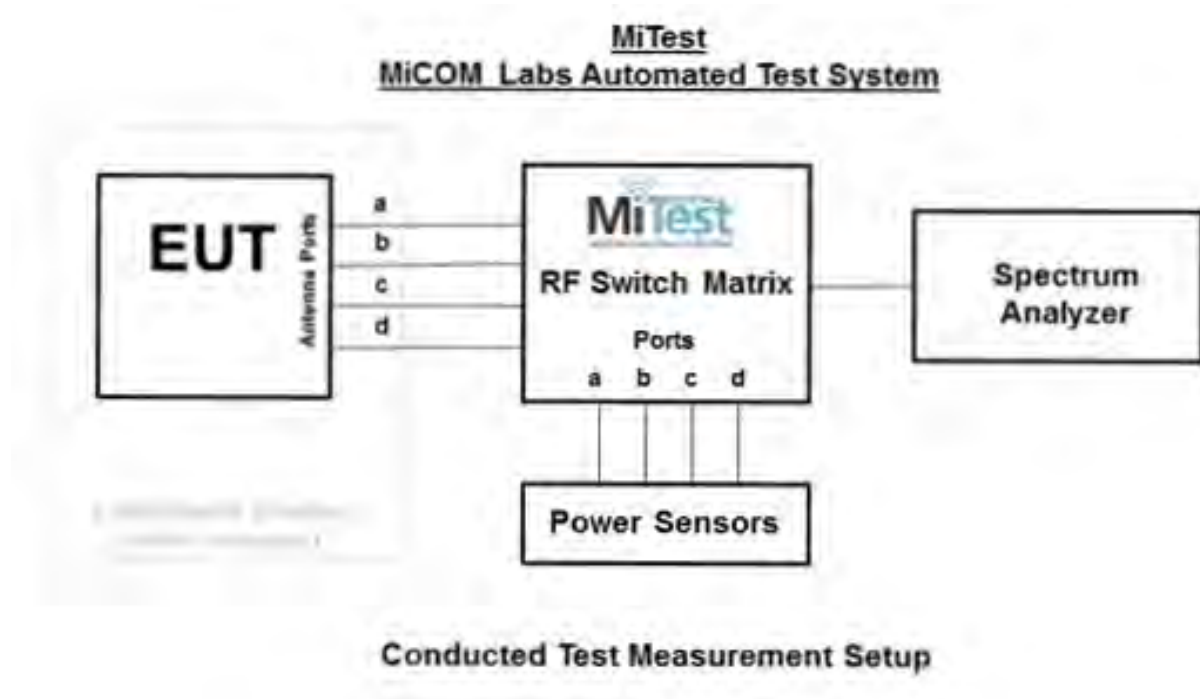 MiTest
MiCOM Labs Automated Test System
EUT
Antenna Ports
a
b
c
d
MiTest
RF Switch Matrix
Ports
a b c d
Spectrum
Analyzer
Power Sensors
Conducted Test Measurement Setup